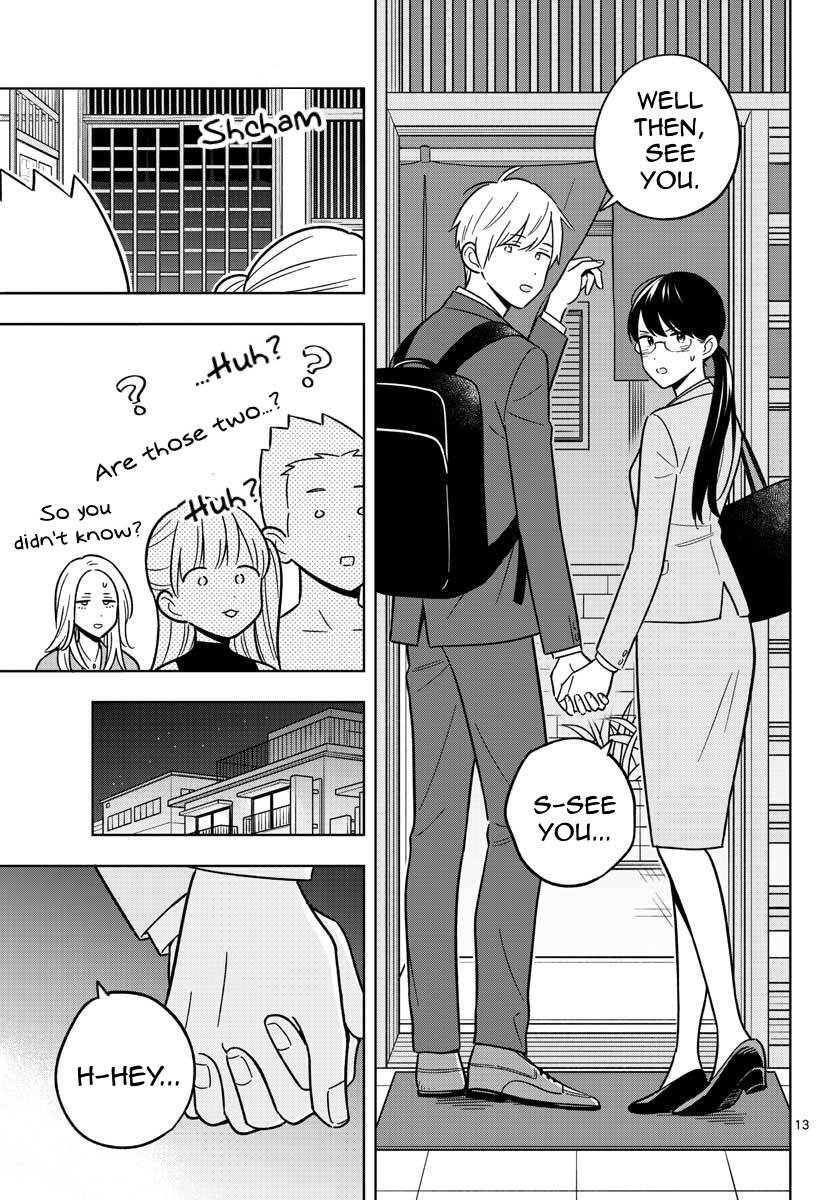 WELL
THEN,
SEE
YOU.
S-SEE
YOU...
Shcham
...Huh?
?
?
Are those two...?
Huh?
So you
didn't know?
H-HEY...
13